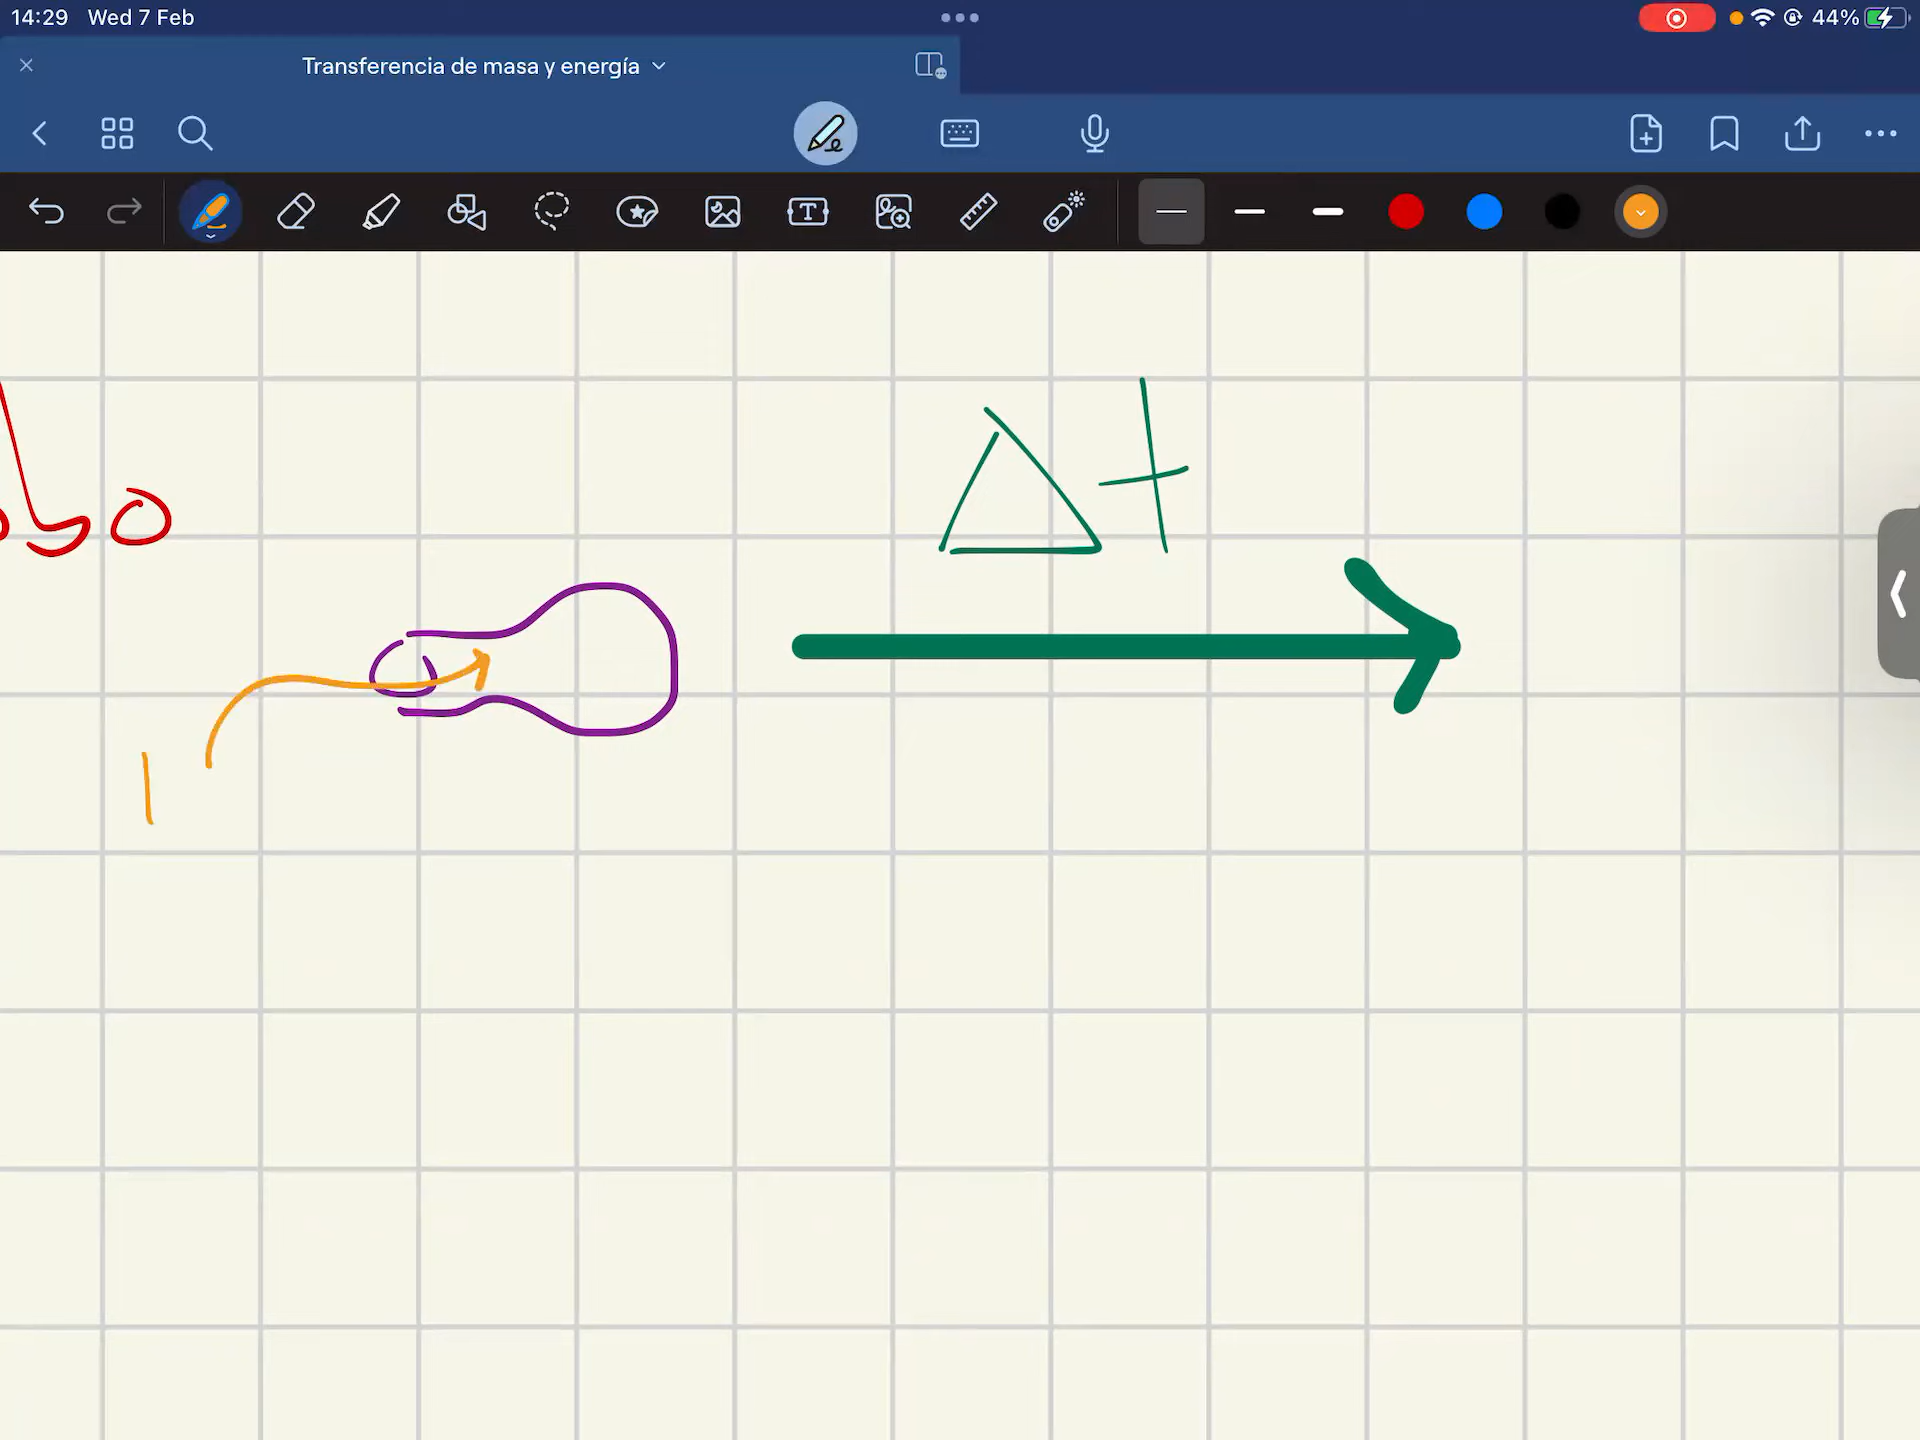 14:29 Wed 7 Feb
44%
Transferencia de masa y energía
Δt